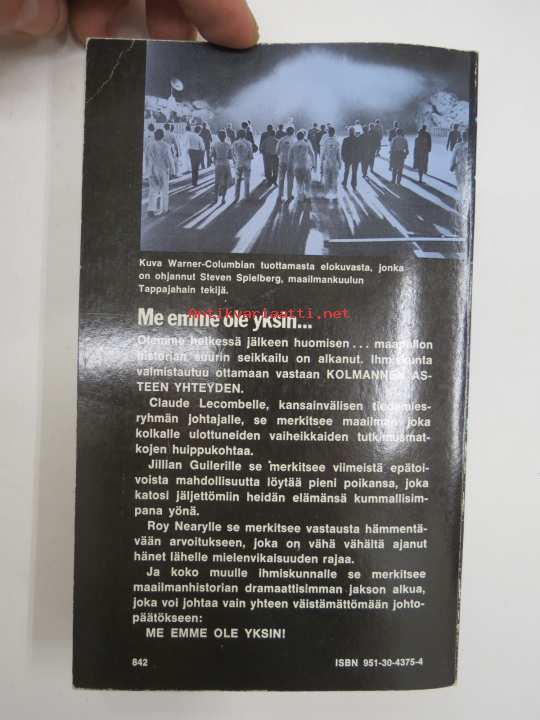 Kuva Warner-Columbian tuottamasta elokuvasta, jonka
on ohjannut Steven Spielberg, maailmankuulun
Tappajahain tekijä.
Antikvariaatti.net
Me emme ole yksin...
Olemme hetkessä jälkeen huomisen... maapallon
historian suurin seikkailu on alkanut. Ihmiskunta
valmistautuu ottamaan vastaan KOLMANNEN AS-
TEEN YHTEYDEN.
Claude Lecombelle, kansainvälisen tiedemies-
ryhmän johtajalle, se merkitsee maailman joka
kolkalle ulottuneiden vaiheikkaiden tutkimusmat-
kojen huippukohtaa.
Jillian Guilerille se merkitsee viimeistä epätoi-
voista mahdollisuutta löytää pieni poikansa, joka
katosi jäljettömiin heidän elämänsä kummallisim-
pana yönä.
Roy Nearylle se merkitsee vastausta hämmentä-
vään arvoitukseen, joka on vähä vähältä ajanut
hänet lähelle mielenvikaisuuden rajaa.
Ja koko muulle ihmiskunnalle se merkitsee
maailmanhistorian dramaattisimman jakson alkua,
joka voi johtaa vain yhteen väistämättömään johto-
päätökseen:
ME EMME OLE YKSIN!
842
ISBN 951-30-4375-4